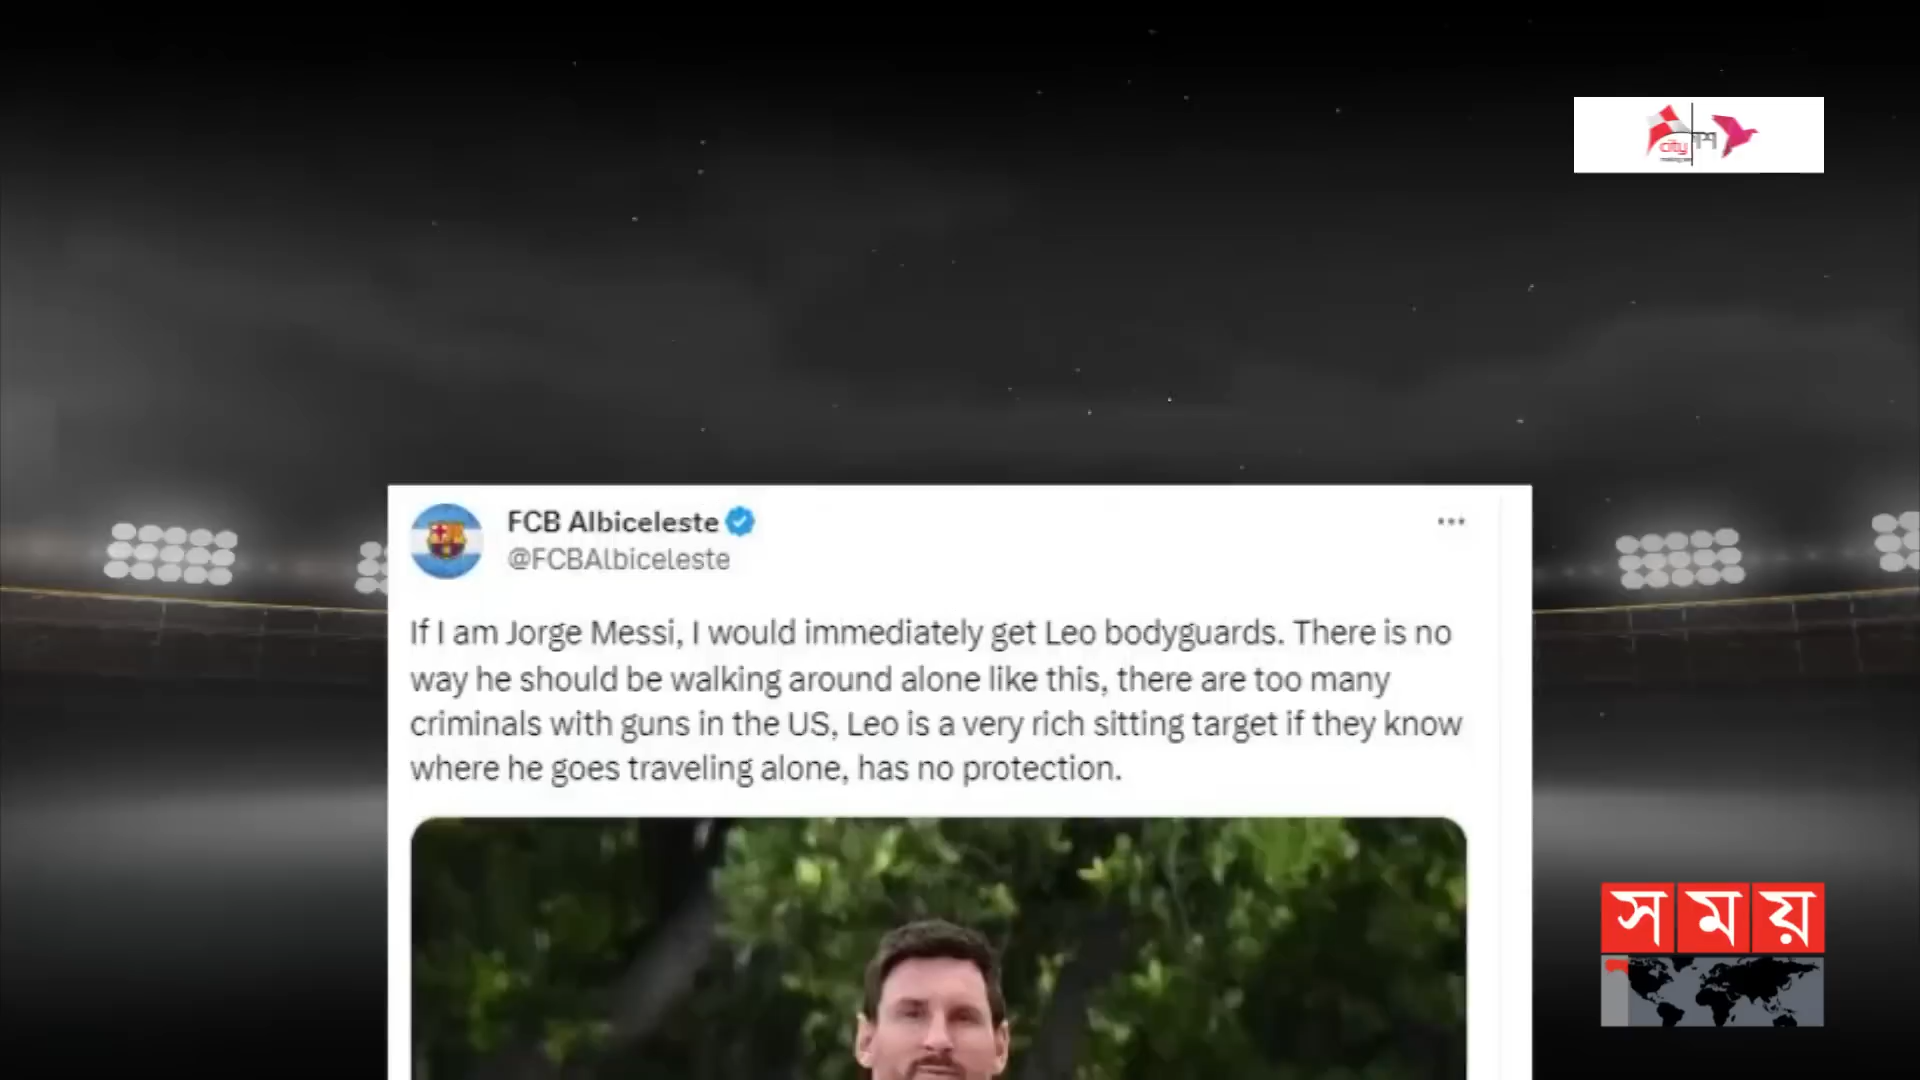 city
FCB Albiceleste
@FCBAlbiceleste
If I am Jorge Messi, I would immediately get Leo bodyguards. There is no
way he should be walking around alone like this, there are too many
criminals with guns in the US, Leo is a very rich sitting target if they know
where he goes traveling alone, has no protection.
সময়